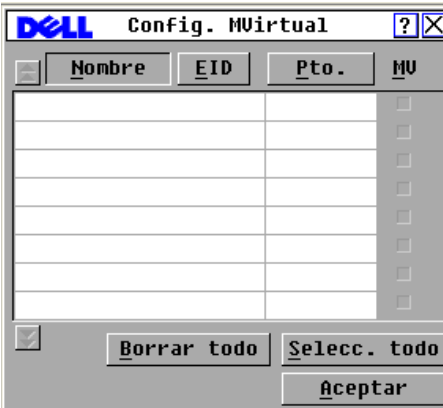 DELL Config. MVirtual ? X
Nombre EID Pto. MV
Borrar todo Selecc. todo
Aceptar